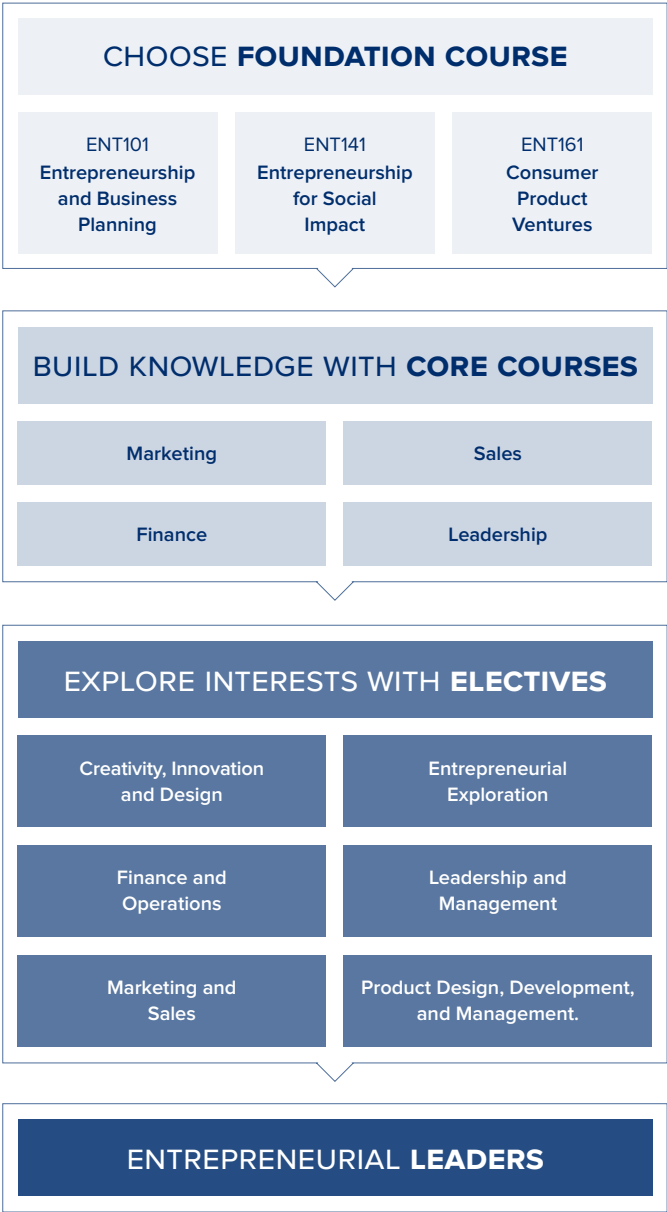 CHOOSE FOUNDATION COURSE
ENT101
Entrepreneurship
and Business
Planning
ENT141
Entrepreneurship
for Social
Impact
ENT161
Consumer
Product
Ventures
BUILD KNOWLEDGE WITH CORE COURSES
Marketing
Sales
Finance
Leadership
EXPLORE INTERESTS WITH ELECTIVES
Creativity, Innovation
and Design
Entrepreneurial
Exploration
Finance and
Operations
Leadership and
Management
Marketing and
Sales
Product Design, Development,
and Management.
ENTREPRENEURIAL LEADERS